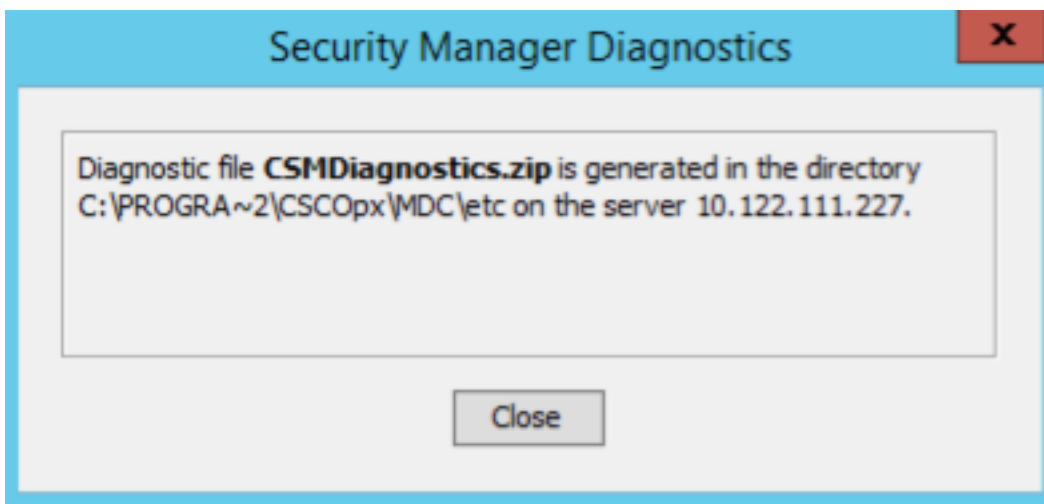 Security Manager Diagnostics
x
Diagnostic file CSMDiagnostics.zip is generated in the directory
C:\PROGRA~2\CSCOpx\MDC\etc on the server 10.122.111.227.
Close